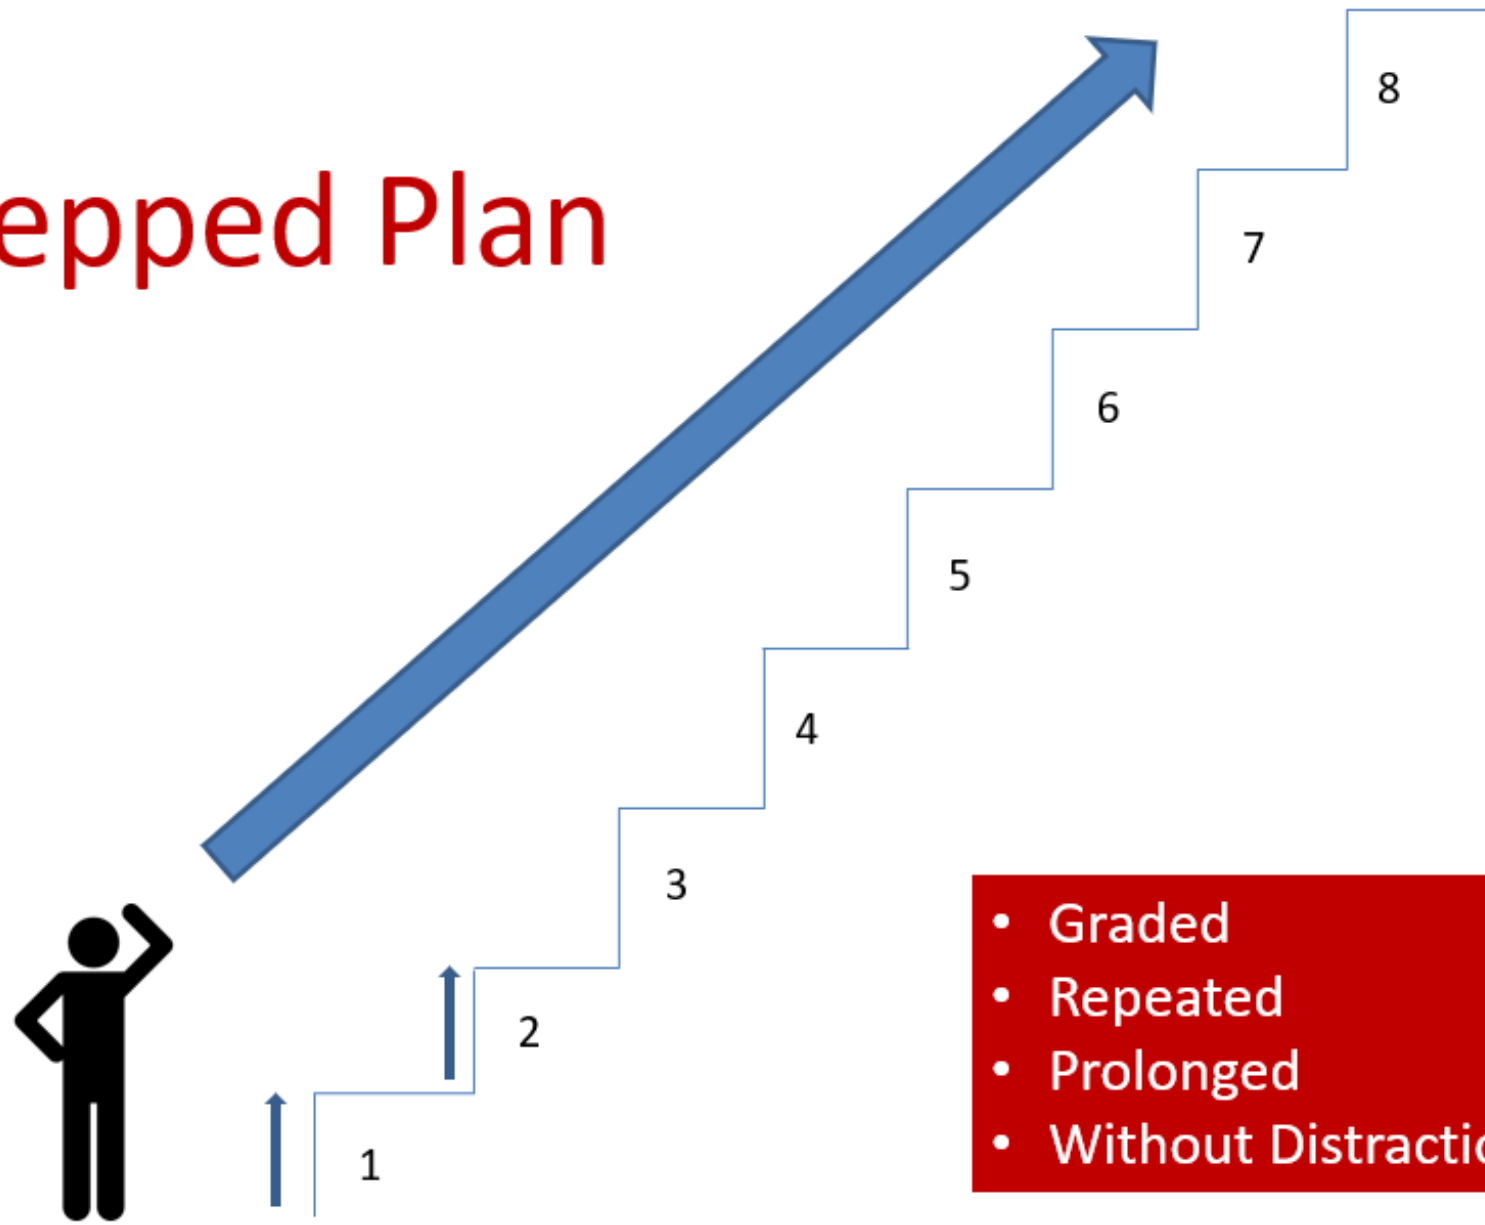 epped Plan
8
7
6
5
4
3
2
1
• Graded
• Repeated
• Prolonged
• Without Distractio